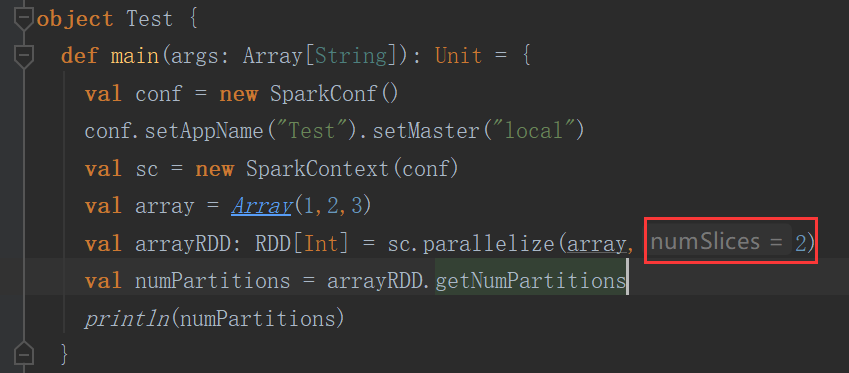 object Test {
  def main(args: Array[String]): Unit = {
    val conf = new SparkConf()
    conf.setAppName("Test").setMaster("local")
    val sc = new SparkContext(conf)
    val array = Array(1,2,3)
    val arrayRDD: RDD[Int] = sc.parallelize(array, numSlices = 2)
    val numPartitions = arrayRDD.getNumPartitions
    println(numPartitions)
  }